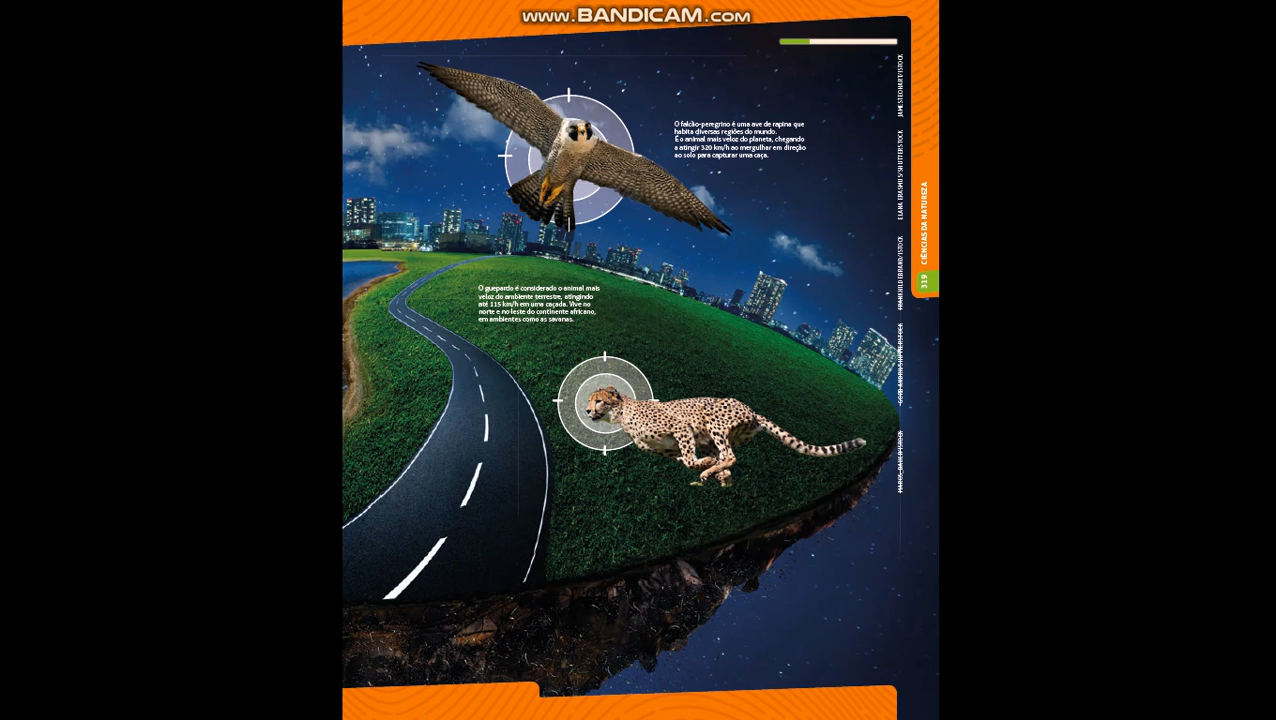 www.BANDICAM.com
O falcão-peregrino é uma ave de rapina que
habita diversas regiões do mundo.
É o animal mais veloz do planeta, chegando
a atingir 320 km/h ao mergulhar em direção
ao solo para capturar uma caça.
O guepardo é considerado o animal mais
veloz do ambiente terrestre, atingindo
até 115 km/h em uma caçada. Vive no
norte e no leste do continente africano,
em ambientes como as savanas.
319 CIÊNCIAS DA NATUREZA